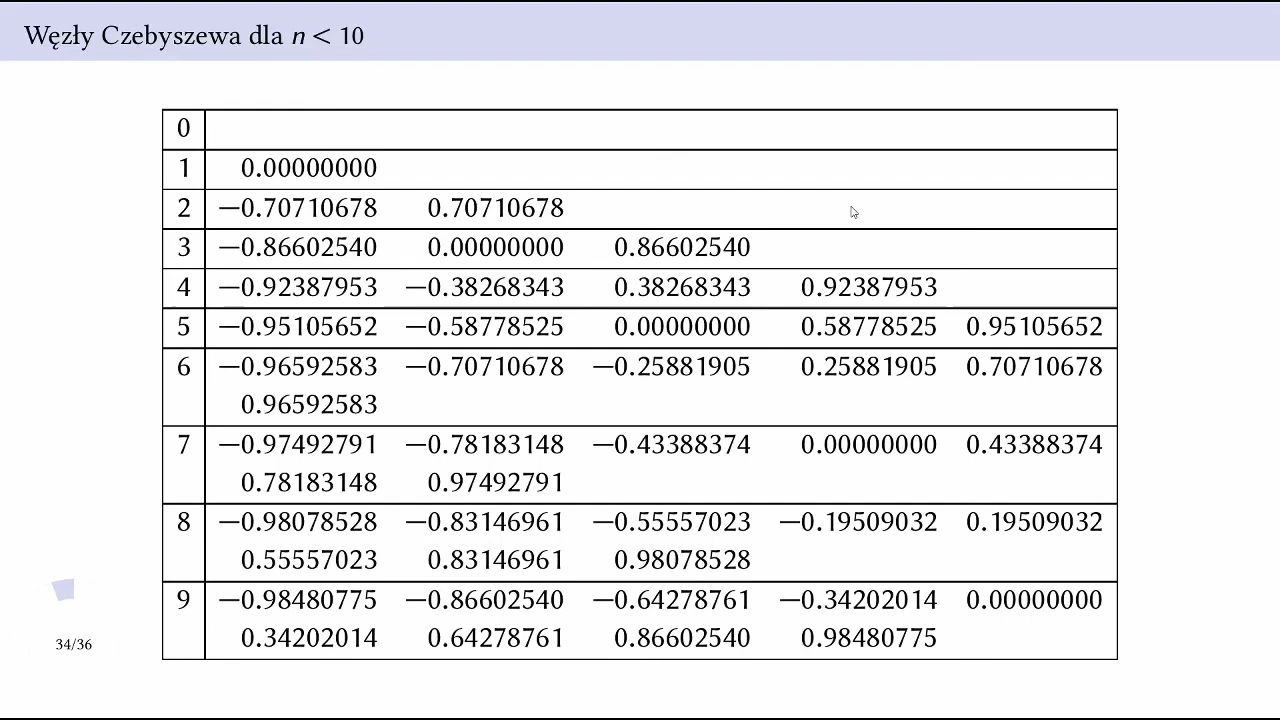 Węzły Czebyszewa dla n < 10
0
1 0.00000000
2 −0.70710678 0.70710678
3 −0.86602540 0.00000000 0.86602540
4 −0.92387953 −0.38268343 0.38268343 0.92387953
5 −0.95105652 −0.58778525 0.00000000 0.58778525 0.95105652
6 −0.96592583 −0.70710678 −0.25881905 0.25881905 0.70710678
0.96592583
7 −0.97492791 −0.78183148 −0.43388374 0.00000000 0.43388374
0.78183148 0.97492791
8 −0.98078528 −0.83146961 −0.55557023 −0.19509032 0.19509032
0.55557023 0.83146961 0.98078528
9 −0.98480775 −0.86602540 −0.64278761 −0.34202014 0.00000000
0.34202014 0.64278761 0.86602540 0.98480775
34/36